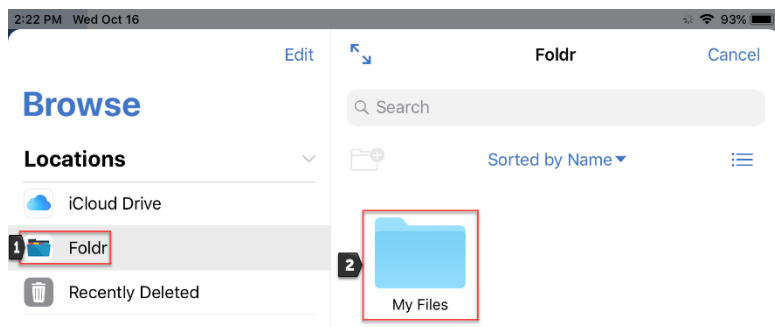 2:22 PM Wed Oct 16 93%
Edit Foldr Cancel
Browse
Search
Locations
Sorted by Name
iCloud Drive
1 Foldr
2
Recently Deleted
My Files